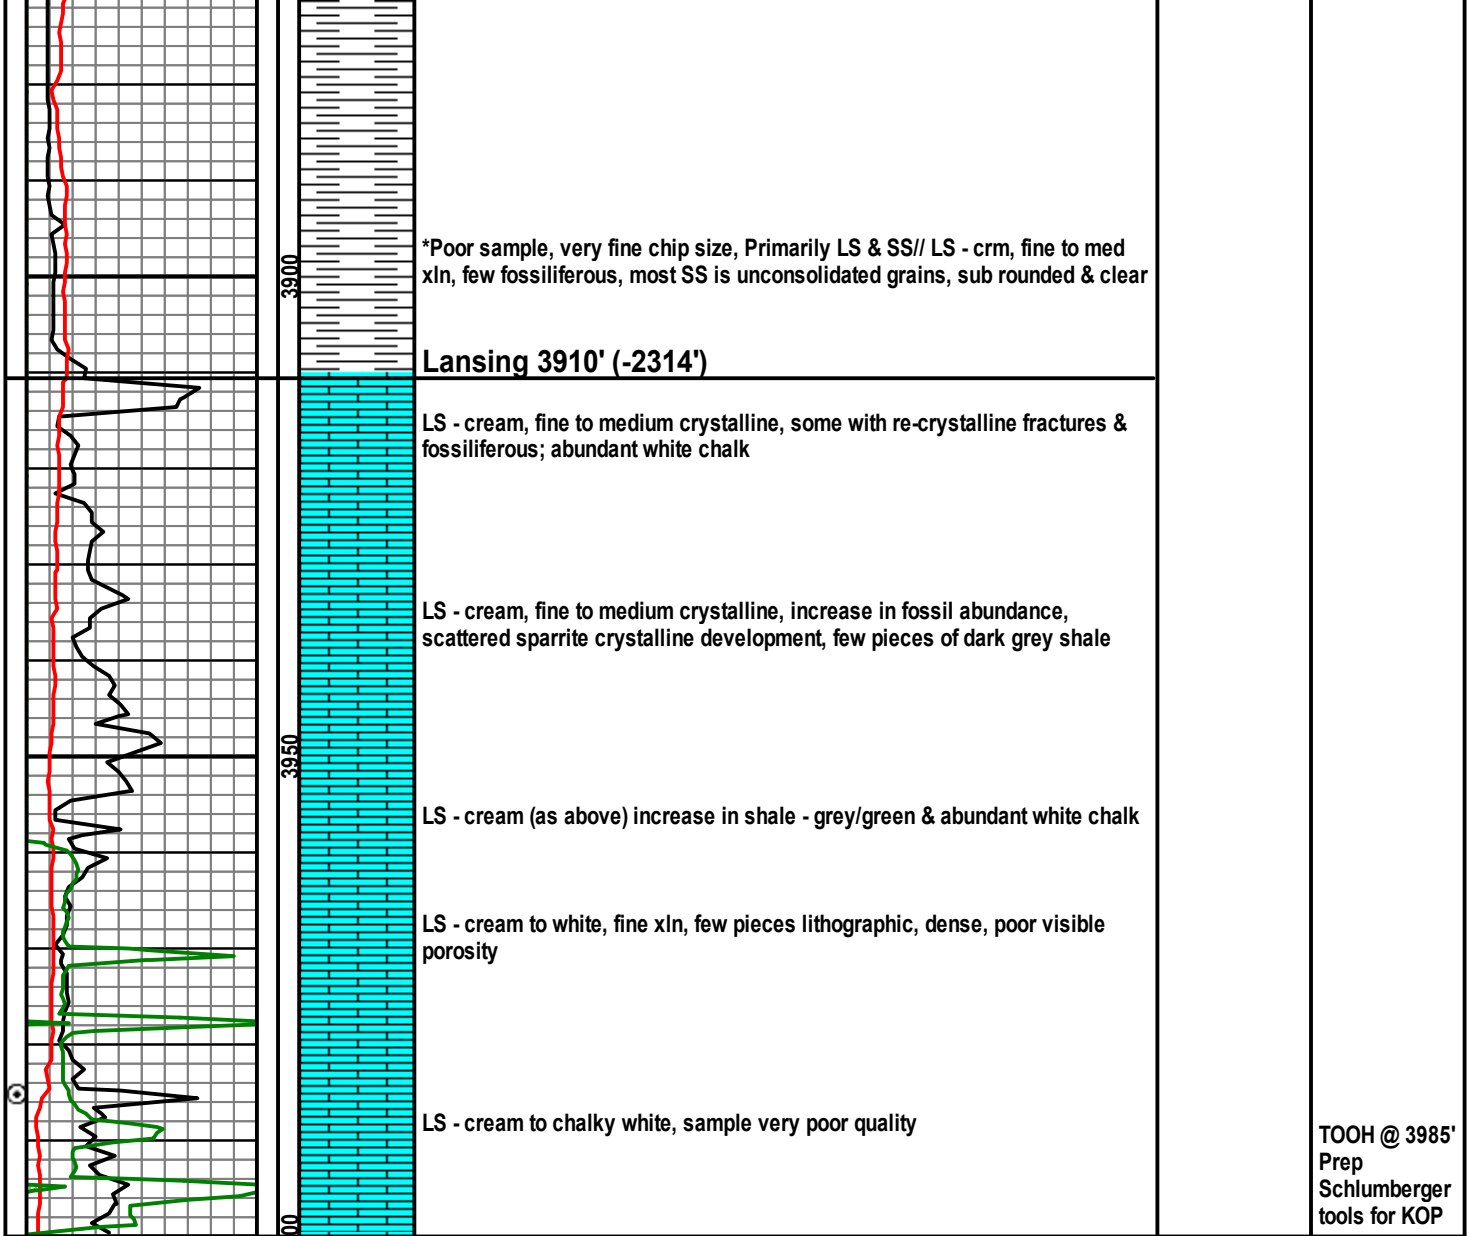 *Poor sample, very fine chip size, Primarily LS & SS// LS - crm, fine to med
xln, few fossiliferous, most SS is unconsolidated grains, sub rounded & clear
3900
Lansing 3910' (-2314')
LS - cream, fine to medium crystalline, some with re-crystalline fractures &
fossiliferous; abundant white chalk
LS - cream, fine to medium crystalline, increase in fossil abundance,
scattered sparrite crystalline development, few pieces of dark grey shale
3950
LS - cream (as above) increase in shale - grey/green & abundant white chalk
LS - cream to white, fine xln, few pieces lithographic, dense, poor visible
porosity
LS - cream to chalky white, sample very poor quality
TOOH @ 3985'
Prep
Schlumberger
tools for KOP
00